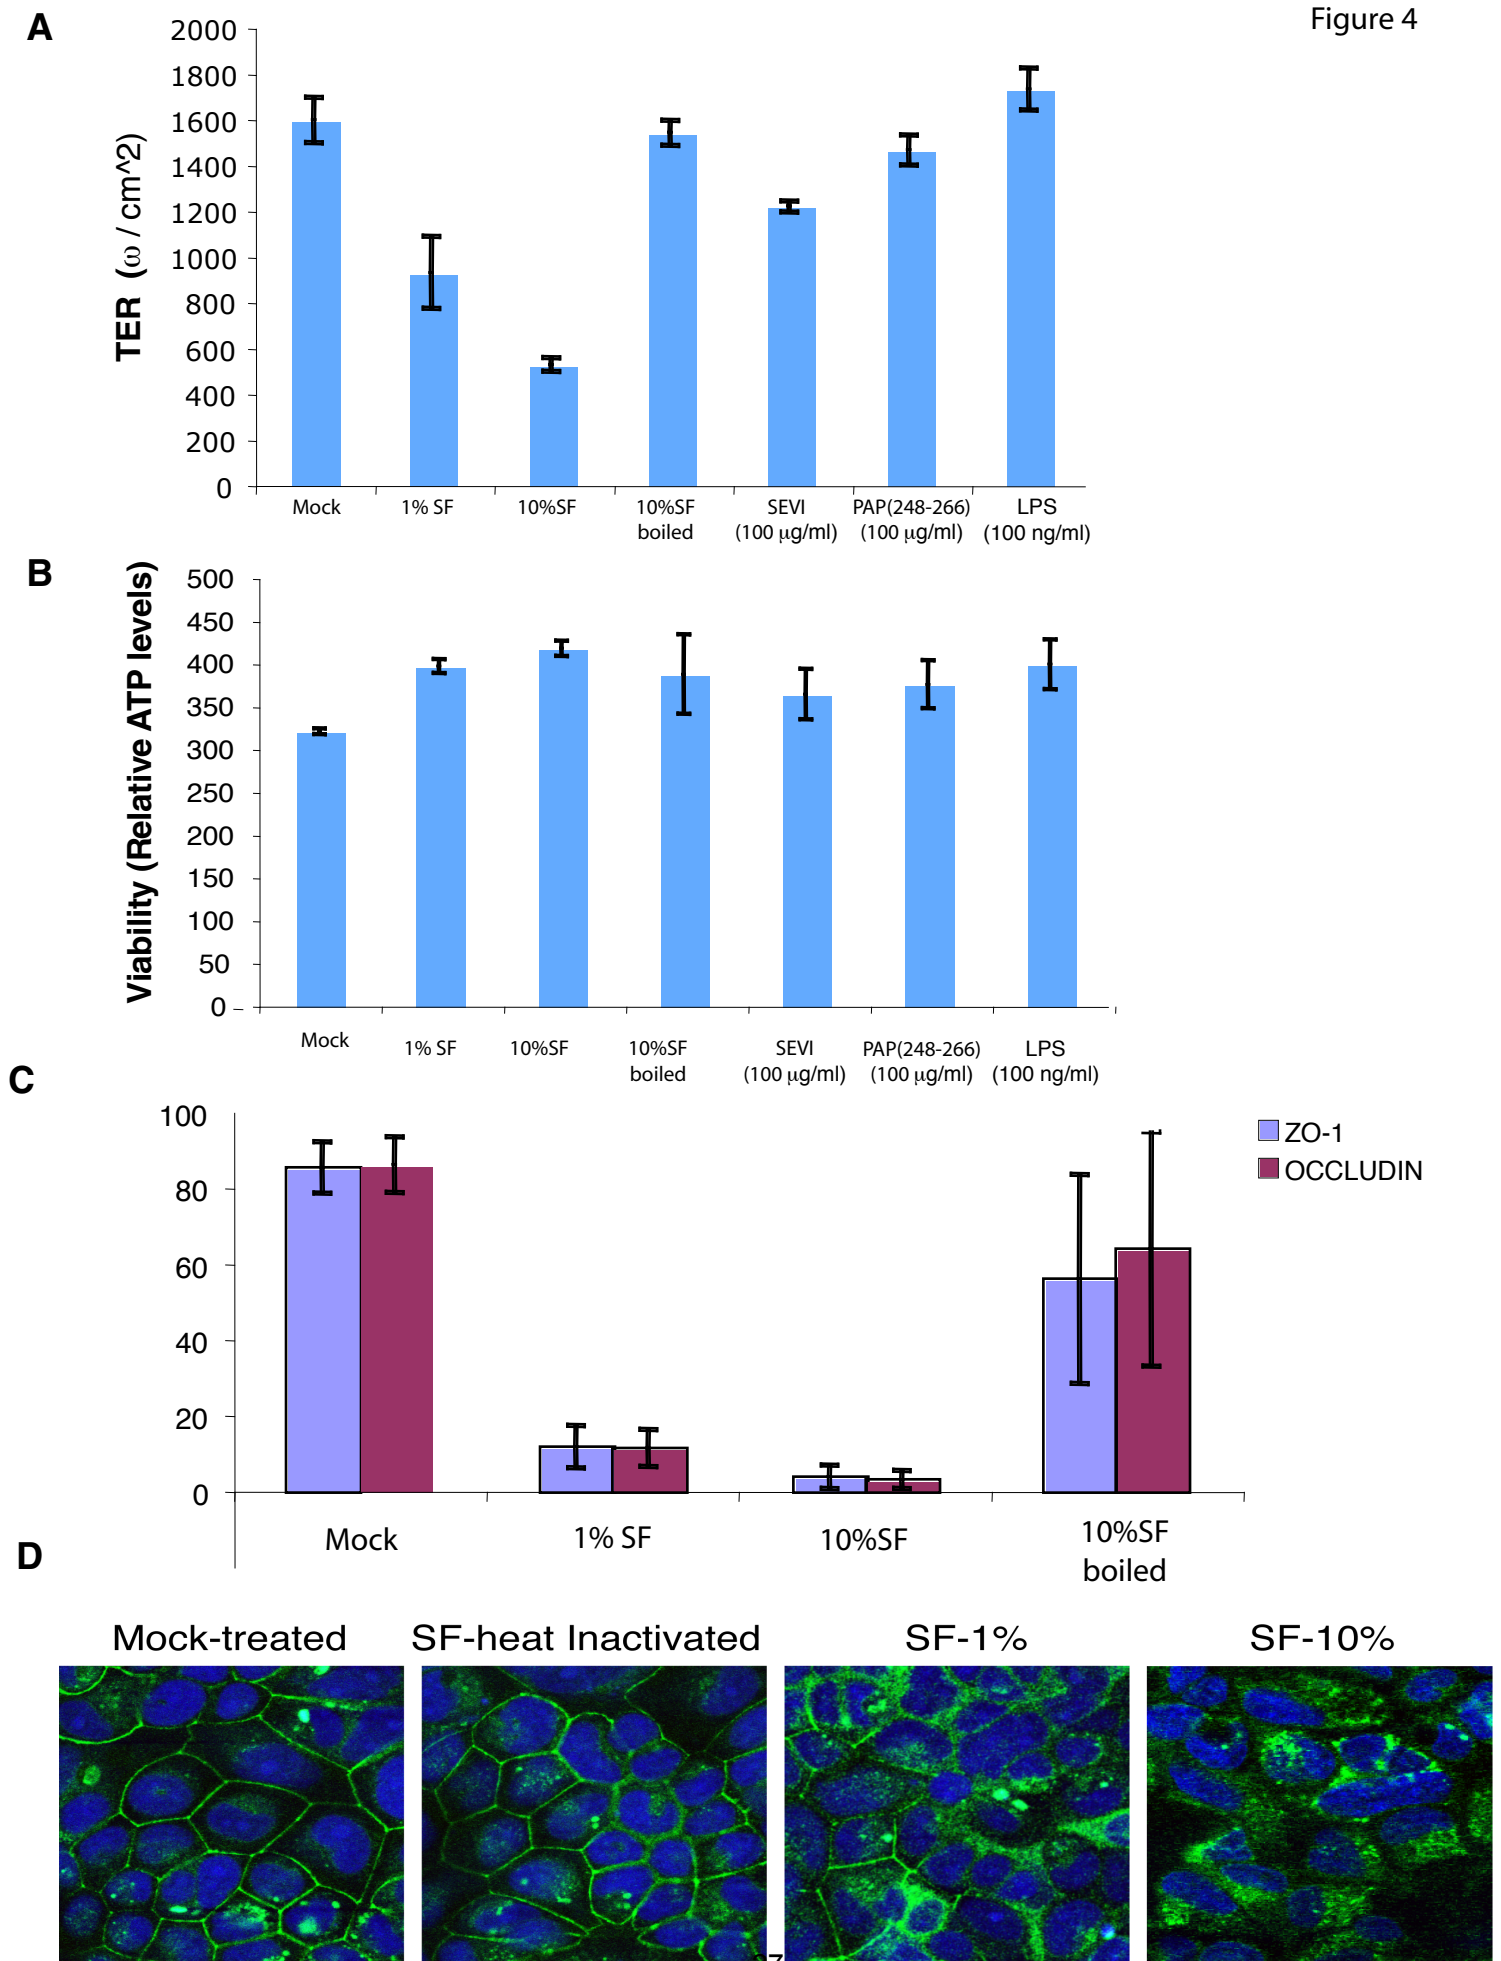 Figure 4
A
2000
1800
1600
1400
1200
1000
800
600
400
200
0
TER (ω / cm^2)
Mock
1% SF
10%SF
10%SF
boiled
SEVI
(100 µg/ml)
PAP(248-266)
(100 µg/ml)
LPS
(100 ng/ml)
B
500
450
400
350
300
250
200
150
100
50
0
Viability (Relative ATP levels)
Mock
1% SF
10%SF
10%SF
boiled
SEVI
(100 µg/ml)
PAP(248-266)
(100 µg/ml)
LPS
(100 ng/ml)
C
100
80
60
40
20
0
ZO-1
OCCLUDIN
Mock
1% SF
10%SF
10%SF
boiled
D
Mock-treated
SF-heat Inactivated
SF-1%
SF-10%